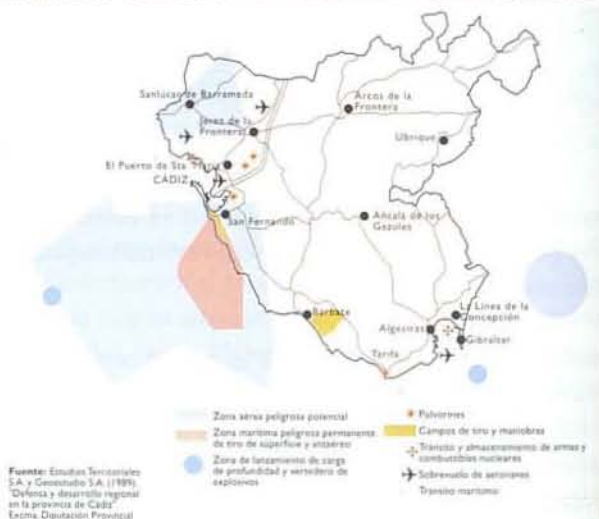 Sanlúcar de Barrameda
Jerez de la
Frontera
Arcos de la
Frontera
Ubrique
El Puerto de Sta. María
CÁDIZ
San Fernando
Ancalá de los
Gazules
Barbate
La Línea de la
Concepción
Algeciras
Gibraltar
Tarifa
Zona aérea peligrosa potencial
Zona marítima peligrosa permanente
de tiro de superficie y antiaéreo
Zona de lanzamiento de carga
de profundidad y vertedero de
explosivos
Polvorines
Campos de tiro y maniobras
Tránsito y almacenamiento de armas y
combustibles nucleares
Sobrevuelo de aeronaves
Tránsito marítimo
Fuente: Estudios Territoriales
S.A. y Geoestudio S.A. (1989).
"Defensa y desarrollo regional
en la provincia de Cádiz"
Excma. Diputación Provincial